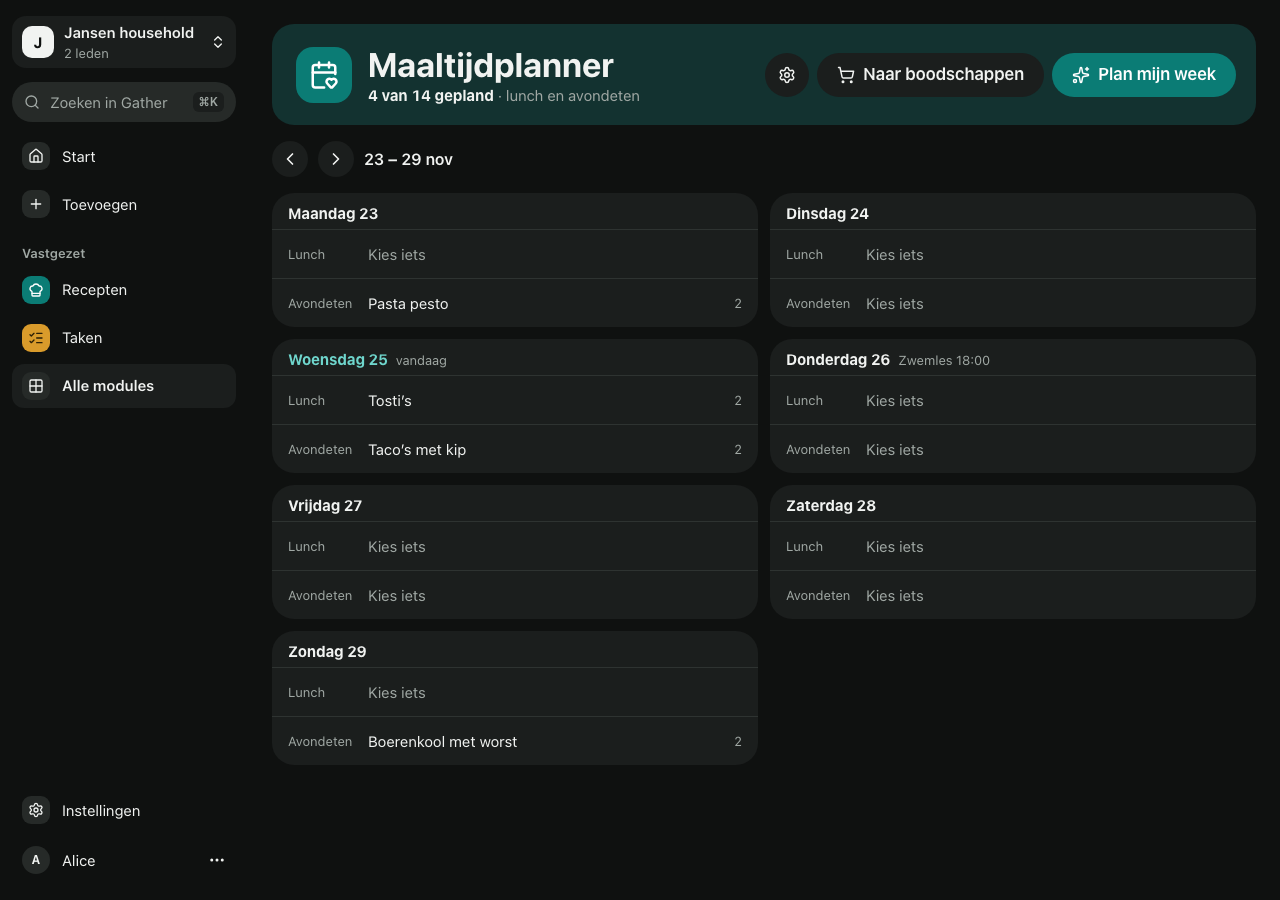 J
Jansen household
2 leden
Zoeken in Gather
⌘K
Start
Toevoegen
Vastgezet
Recepten
Taken
Alle modules
Instellingen
A
Alice
Maaltijdplanner
4 van 14 gepland · lunch en avondeten
Naar boodschappen
Plan mijn week
23 – 29 nov
Maandag 23
Lunch Kies iets
Avondeten Pasta pesto 2
Dinsdag 24
Lunch Kies iets
Avondeten Kies iets
Woensdag 25 vandaag
Lunch Tosti's 2
Avondeten Taco's met kip 2
Donderdag 26 Zwemles 18:00
Lunch Kies iets
Avondeten Kies iets
Vrijdag 27
Lunch Kies iets
Avondeten Kies iets
Zaterdag 28
Lunch Kies iets
Avondeten Kies iets
Zondag 29
Lunch Kies iets
Avondeten Boerenkool met worst 2